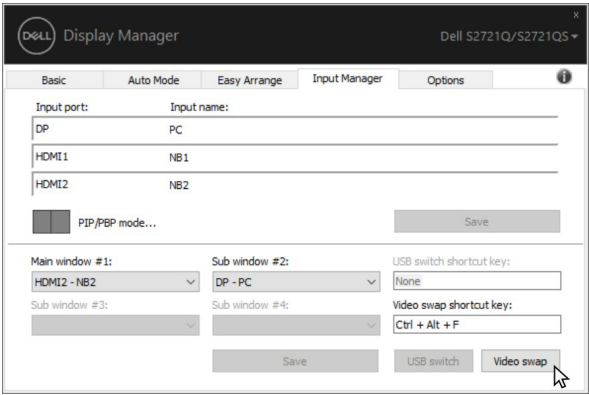 DELL Display Manager
x
Dell S2721Q/S2721QS
Basic Auto Mode Easy Arrange Input Manager Options
Input port: Input name:
DP PC
HDMI1 NB1
HDMI2 NB2
PIP/PBP mode... Save
Main window #1: Sub window #2: USB switch shortcut key:
HDMI2 - NB2 DP - PC None
Sub window #3: Sub window #4: Video swap shortcut key:
Ctrl + Alt + F
Save USB switch Video swap